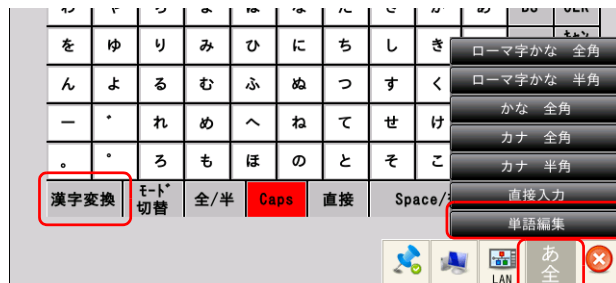 を ゆ り み ひ に ち し き
ローマ字かな 全角
ん よ る む ふ ぬ つ す く
ローマ字かな 半角
かな 全角
ー ゛ れ め へ ね て せ け
カナ 全角
。 ゜ ろ も ほ の と そ こ
カナ 半角
漢字変換 ﾓｰﾄﾞ切替 全/半 Caps 直接 Space/
直接入力
単語編集
LAN
あ
全